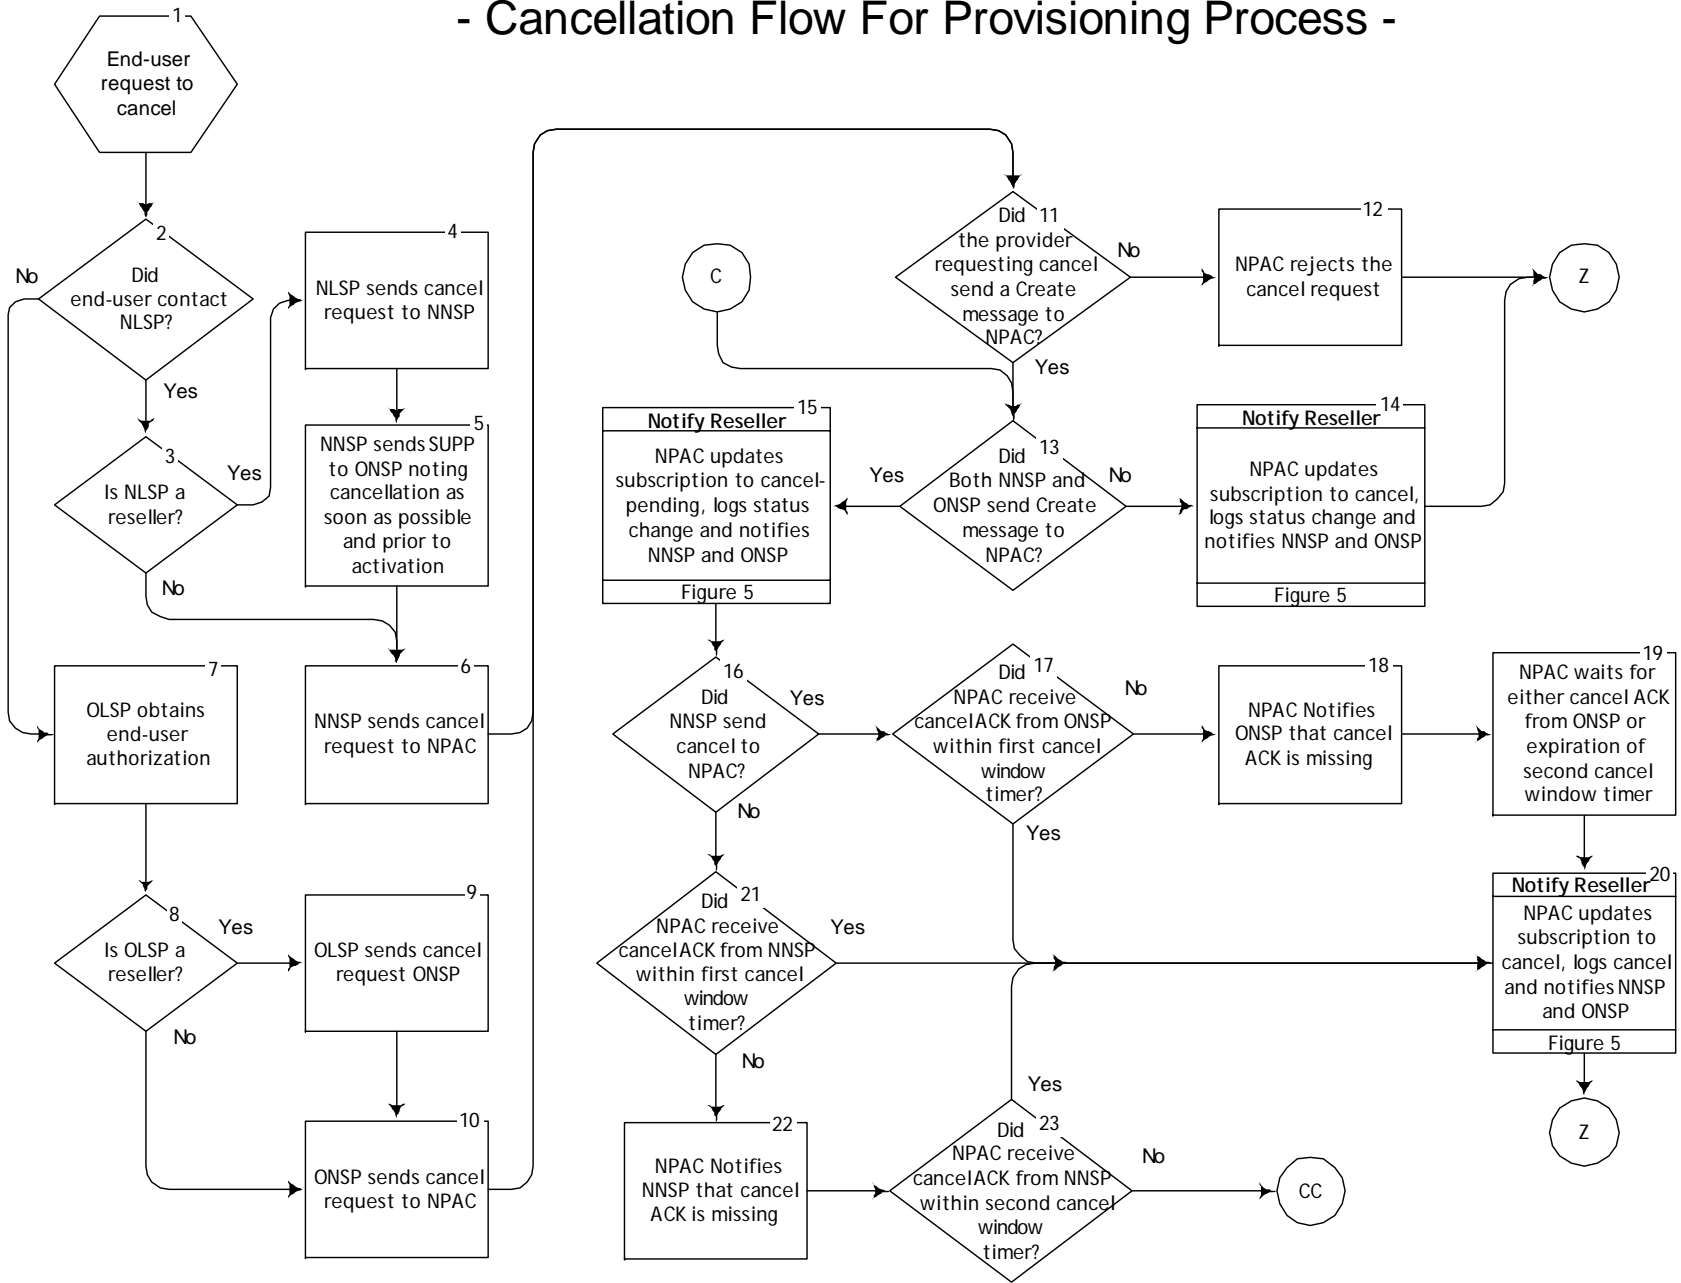 - Cancellation Flow For Provisioning Process -
1
End-user
request to
cancel
2
Did
end-user contact
NLSP?
No
Yes
3
Is NLSP a
reseller?
Yes
No
4
NLSP sends cancel
request to NNSP
5
NNSP sends SUPP
to ONSP noting
cancellation as
soon as possible
and prior to
activation
6
NNSP sends cancel
request to NPAC
7
OLSP obtains
end-user
authorization
8
Is OLSP a
reseller?
Yes
No
9
OLSP sends cancel
request ONSP
10
ONSP sends cancel
request to NPAC
11
Did
the provider
requesting cancel
send a Create
message to
NPAC?
No
Yes
12
NPAC rejects the
cancel request
Z
C
13
Did
Both NNSP and
ONSP send Create
message to
NPAC?
Yes
No
14
Notify Reseller
NPAC updates
subscription to cancel,
logs status change and
notifies NNSP and ONSP
Figure 5
15
Notify Reseller
NPAC updates
subscription to cancel-
pending, logs status
change and notifies
NNSP and ONSP
Figure 5
16
Did
NNSP send
cancel to
NPAC?
Yes
No
17
Did
NPAC receive
cancel ACK from ONSP
within first cancel
window
timer?
No
Yes
18
NPAC Notifies
ONSP that cancel
ACK is missing
19
NPAC waits for
either cancel ACK
from ONSP or
expiration of
second cancel
window timer
20
Notify Reseller
NPAC updates
subscription to
cancel, logs cancel
and notifies NNSP
and ONSP
Figure 5
Z
21
Did
NPAC receive
cancel ACK from NNSP
within first cancel
window
timer?
Yes
No
22
NPAC Notifies
NNSP that cancel
ACK is missing
23
Did
NPAC receive
cancel ACK from NNSP
within second cancel
window
timer?
Yes
No
CC